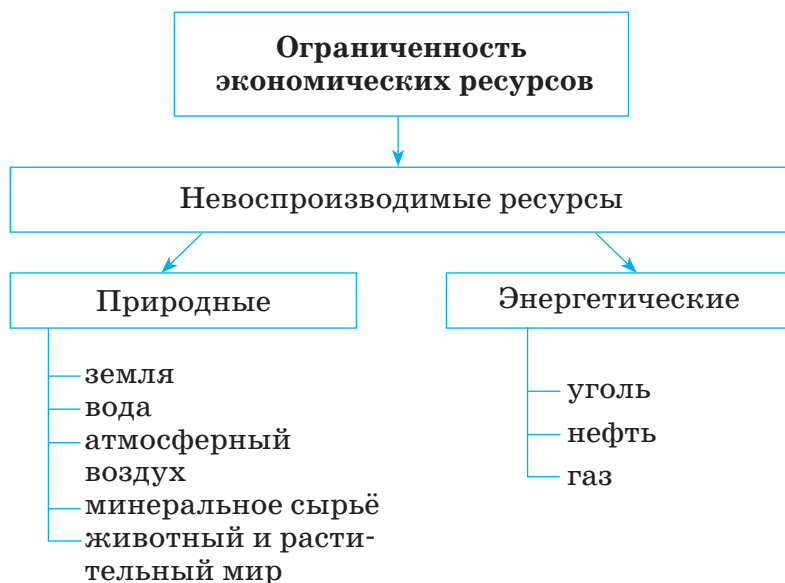 Ограниченность
экономических ресурсов
Невоспроизводимые ресурсы
Природные
земля
вода
атмосферный
воздух
минеральное сырьё
животный и расти-
тельный мир
Энергетические
уголь
нефть
газ